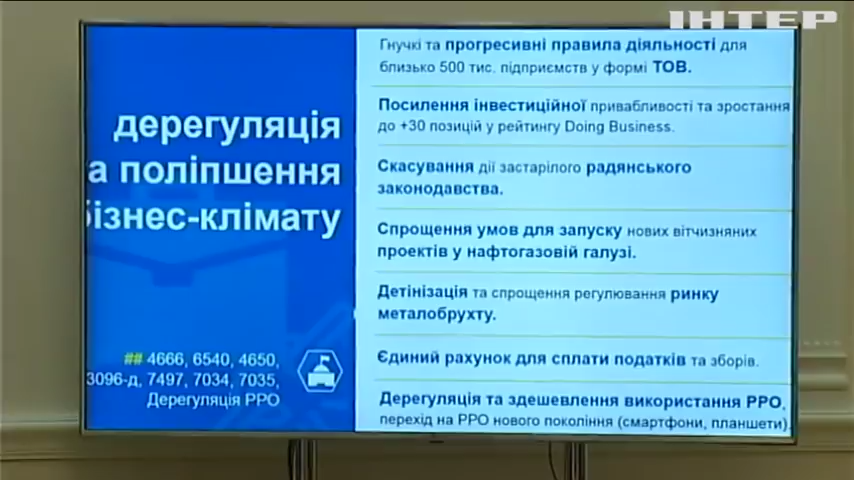 ІНТЕР
дерегуляція
а поліпшення
бізнес-клімату
## 4666, 6540, 4650,
3096-д, 7497, 7034, 7035,
Дерегуляція РРО
Гнучкі та прогресивні правила діяльності для
близько 500 тис. підприємств у формі ТОВ.
Посилення інвестиційної привабливості та зростання
до +30 позицій у рейтингу Doing Business.
Скасування дії застарілого радянського
законодавства.
Спрощення умов для запуску нових вітчизняних
проектів у нафтогазовій галузі.
Детінізація та спрощення регулювання ринку
металобрухту.
Єдиний рахунок для сплати податків та зборів.
Дерегуляція та здешевлення використання РРО,
перехід на РРО нового покоління (смартфони, планшети).